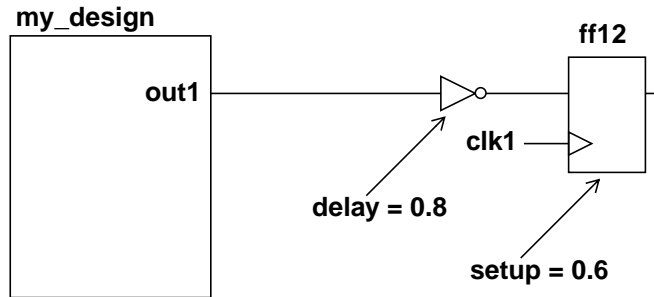 my_design
ff12
out1
clk1
delay = 0.8
setup = 0.6